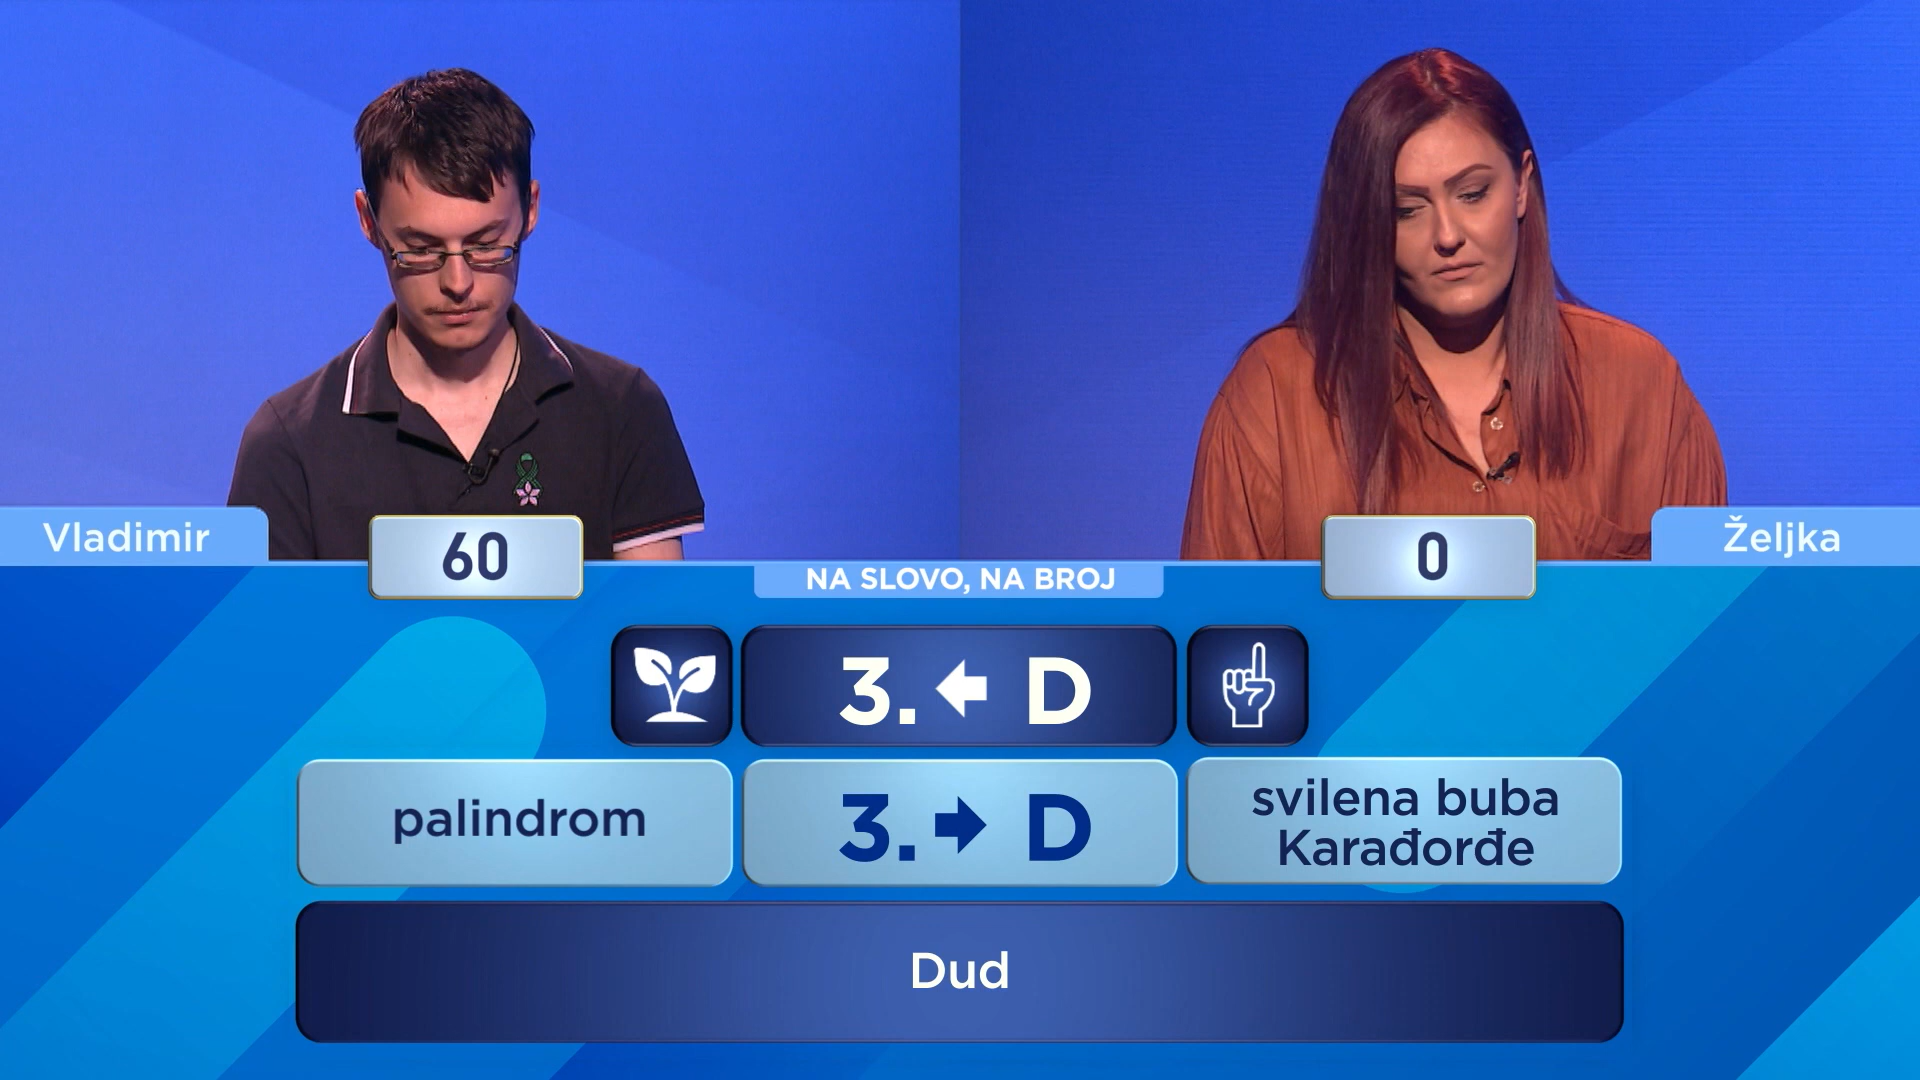 Vladimir
60
0
Željka
NA SLOVO, NA BROJ
3. ← D
palindrom
3. → D
svilena buba
Karađorđe
Dud